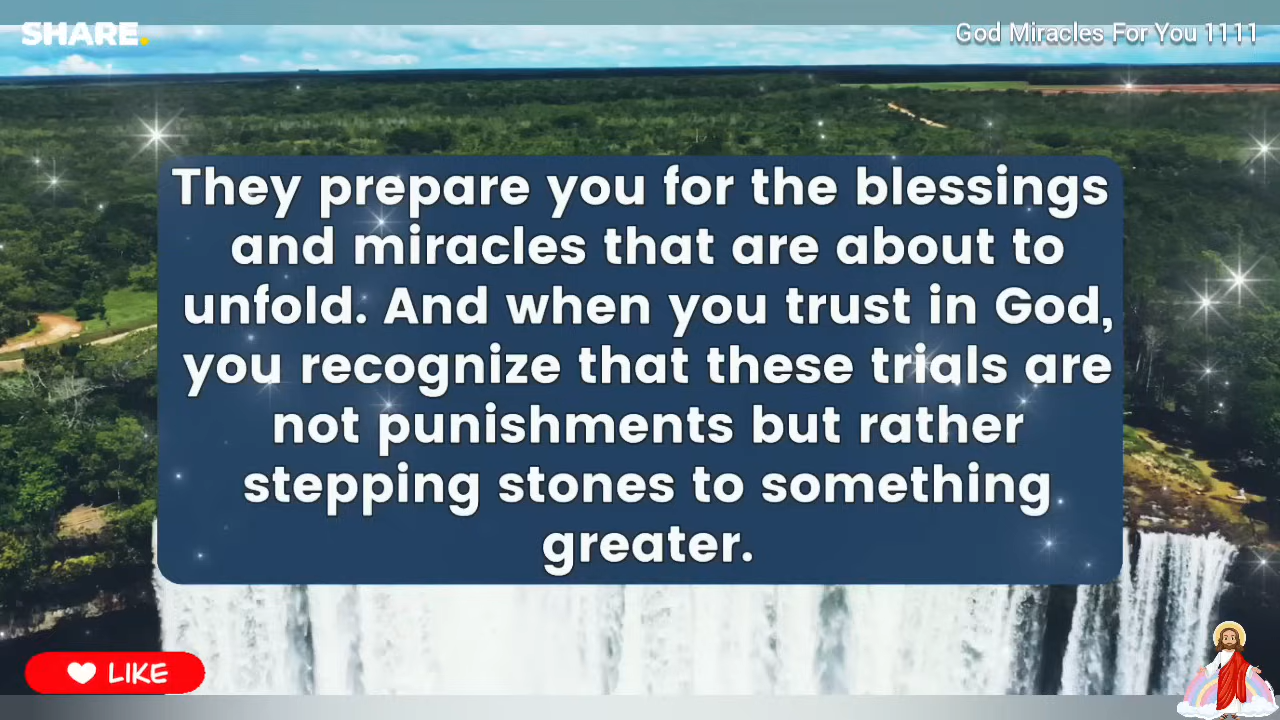 SHARE.
God Miracles For You 1111
They prepare you for the blessings
and miracles that are about to
unfold. And when you trust in God,
you recognize that these trials are
not punishments but rather
stepping stones to something
greater.
LIKE